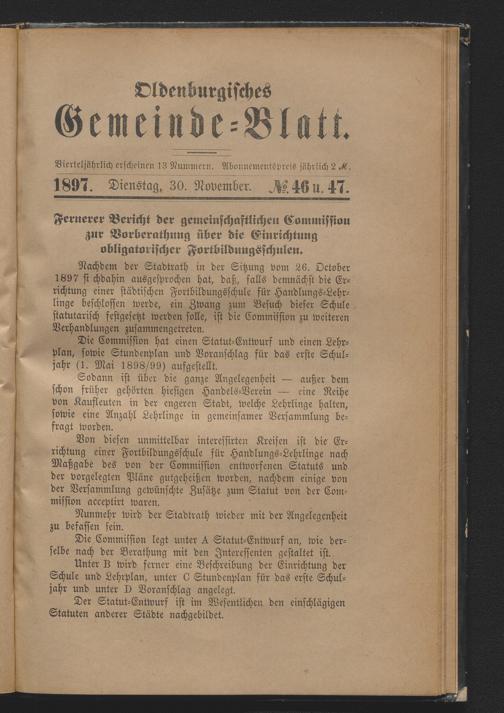 Oldenburgisches
Gemeinde-Blatt.
Vierteljährlich erscheinen 13 Nummern. Abonnementspreis jährlich 2 ℳ.
1897. Dienstag, 30. November. № 46 u. 47.
Fernerer Bericht der gemeinschaftlichen Commission
zur Vorberathung über die Einrichtung
obligatorischer Fortbildungsschulen.
Nachdem der Stadtrath in der Sitzung vom 26. October
1897 si chdahin ausgesprochen hat, daß, falls demnächst die Er-
richtung einer städtischen Fortbildungsschule für Handlungs-Lehr-
linge beschlossen werde, ein Zwang zum Besuch dieser Schule
statutarisch festgesetzt werden solle, ist die Commission zu weiteren
Verhandlungen zusammengetreten.
Die Commission hat einen Statut-Entwurf und einen Lehr-
plan, sowie Stundenplan und Voranschlag für das erste Schul-
jahr (1. Mai 1898/99) aufgestellt.
Sodann ist über die ganze Angelegenheit — außer dem
schon früher gehörten hiesigen Handels-Verein — eine Reihe
von Kaufleuten in der engeren Stadt, welche Lehrlinge halten,
sowie eine Anzahl Lehrlinge in gemeinsamer Versammlung be-
fragt worden.
Von diesen unmittelbar interessirten Kreisen ist die Er-
richtung einer Fortbildungsschule für Handlungs-Lehrlinge nach
Maßgabe des von der Commission entworfenen Statuts und
der vorgelegten Pläne gutgeheißen worden, nachdem einige von
der Versammlung gewünschte Zusätze zum Statut von der Com-
mission acceptirt waren.
Nunmehr wird der Stadtrath wieder mit der Angelegenheit
zu befassen sein.
Die Commission legt unter A Statut-Entwurf an, wie der-
selbe nach der Berathung mit den Interessenten gestaltet ist.
Unter B wird ferner eine Beschreibung der Einrichtung der
Schule und Lehrplan, unter C Stundenplan für das erste Schul-
jahr und unter D Voranschlag angelegt.
Der Statut-Entwurf ist im Wesentlichen den einschlägigen
Statuten anderer Städte nachgebildet.